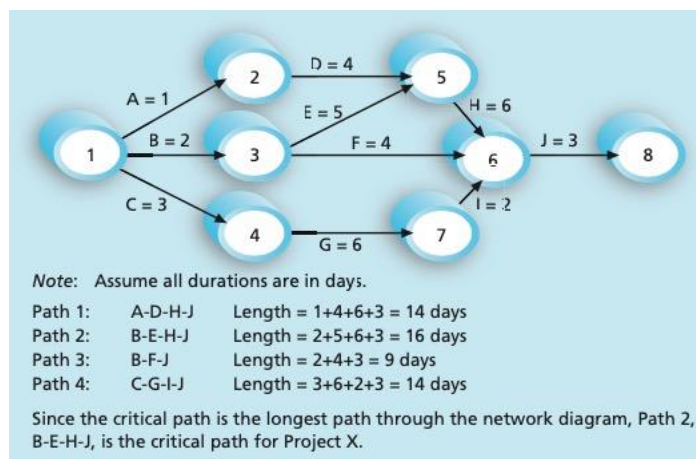 D = 4
2
5
A = 1
E = 5
H = 6
B = 2
F = 4
J = 3
1
3
6
8
C = 3
I = 2
4
7
G = 6
Note: Assume all durations are in days.
Path 1: A-D-H-J Length = 1+4+6+3 = 14 days
Path 2: B-E-H-J Length = 2+5+6+3 = 16 days
Path 3: B-F-J Length = 2+4+3 = 9 days
Path 4: C-G-I-J Length = 3+6+2+3 = 14 days
Since the critical path is the longest path through the network diagram, Path 2,
B-E-H-J, is the critical path for Project X.